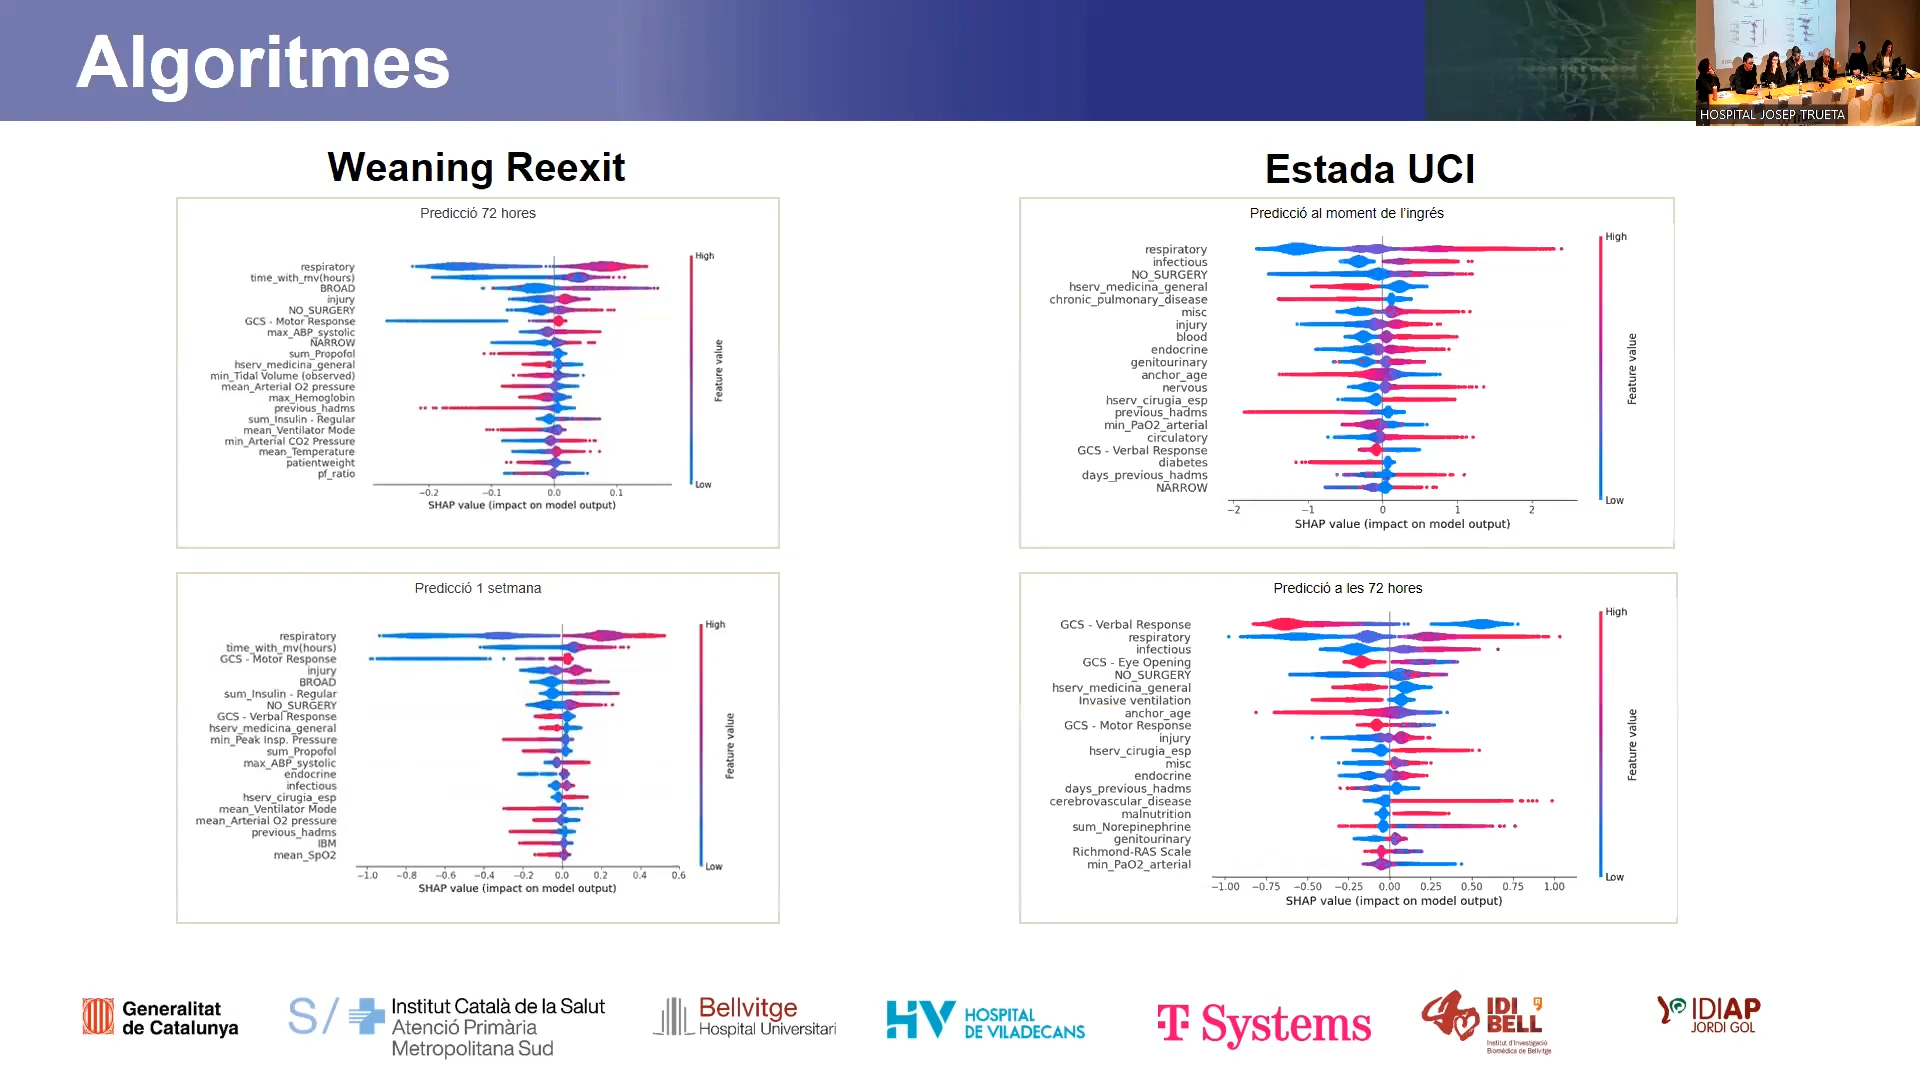 Algoritmes
HOSPITAL JOSEP TRUETA
Weaning Reexit
Predicció 72 hores
respiratory
time_with_mv(hours)
BROAD
injury
NO_SURGERY
GCS - Motor Response
max_ABP_systolic
NARROW
sum_Propofol
hserv_medicina_general
min_Tidal Volume (observed)
mean_Arterial O2 pressure
max_Hemoglobin
previous_hadms
sum_Insulin - Regular
mean_Ventilator Mode
min_Arterial CO2 Pressure
mean_Temperature
patientweight
pf_ratio
−0.2 −0.1 0.0 0.1
SHAP value (impact on model output)
High
Feature value
Low
Estada UCI
Predicció al moment de l'ingrés
respiratory
infectious
NO_SURGERY
hserv_medicina_general
chronic_pulmonary_disease
misc
injury
blood
endocrine
genitourinary
anchor_age
nervous
hserv_cirugia_esp
previous_hadms
min_PaO2_arterial
circulatory
GCS - Verbal Response
diabetes
days_previous_hadms
NARROW
−2 −1 0 1 2
SHAP value (impact on model output)
High
Feature value
Low
Predicció 1 setmana
respiratory
time_with_mv(hours)
GCS - Motor Response
injury
BROAD
sum_Insulin - Regular
NO_SURGERY
GCS - Verbal Response
hserv_medicina_general
min_Peak Insp. Pressure
sum_Propofol
max_ABP_systolic
endocrine
infectious
hserv_cirugia_esp
mean_Ventilator Mode
mean_Arterial O2 pressure
previous_hadms
IBM
mean_SpO2
−1.0 −0.8 −0.6 −0.4 −0.2 0.0 0.2 0.4 0.6
SHAP value (impact on model output)
High
Feature value
Low
Predicció a les 72 hores
GCS - Verbal Response
respiratory
infectious
GCS - Eye Opening
NO_SURGERY
hserv_medicina_general
Invasive ventilation
anchor_age
GCS - Motor Response
injury
hserv_cirugia_esp
misc
endocrine
days_previous_hadms
cerebrovascular_disease
malnutrition
sum_Norepinephrine
genitourinary
Richmond-RAS Scale
min_PaO2_arterial
−1.00 −0.75 −0.50 −0.25 0.00 0.25 0.50 0.75 1.00
SHAP value (impact on model output)
High
Feature value
Low
Generalitat
de Catalunya
S/
Institut Català de la Salut
Atenció Primària
Metropolitana Sud
Bellvitge
Hospital Universitari
HV HOSPITAL
DE VILADECANS
T Systems
IDI
BELL
Institut d'Investigació
Biomèdica de Bellvitge
IDIAP
JORDI GOL